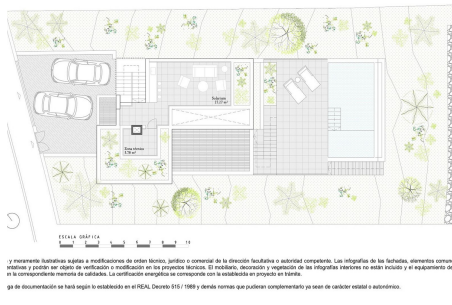 Solarium
Zona técnica
ESCALA GRÁFICA
y meramente ilustrativas sujetas a modificaciones de orden técnico, jurídico o comercial de la dirección facultativa o autoridad competente. Las infografías de las fachadas, elementos comune
entativas y podrán ser objeto de verificación o modificación en los proyectos técnicos. El mobiliario, decoración y vegetación de las infografías interiores no están incluido y el equipamiento de
n la correspondiente memoria de calidades. La certificación energética se corresponde con la establecida en proyecto en trámite.
ga de documentación se hará según lo establecido en el REAL Decreto 515 / 1989 y demás normas que pudieran complementarlo ya sean de carácter estatal o autonómico.